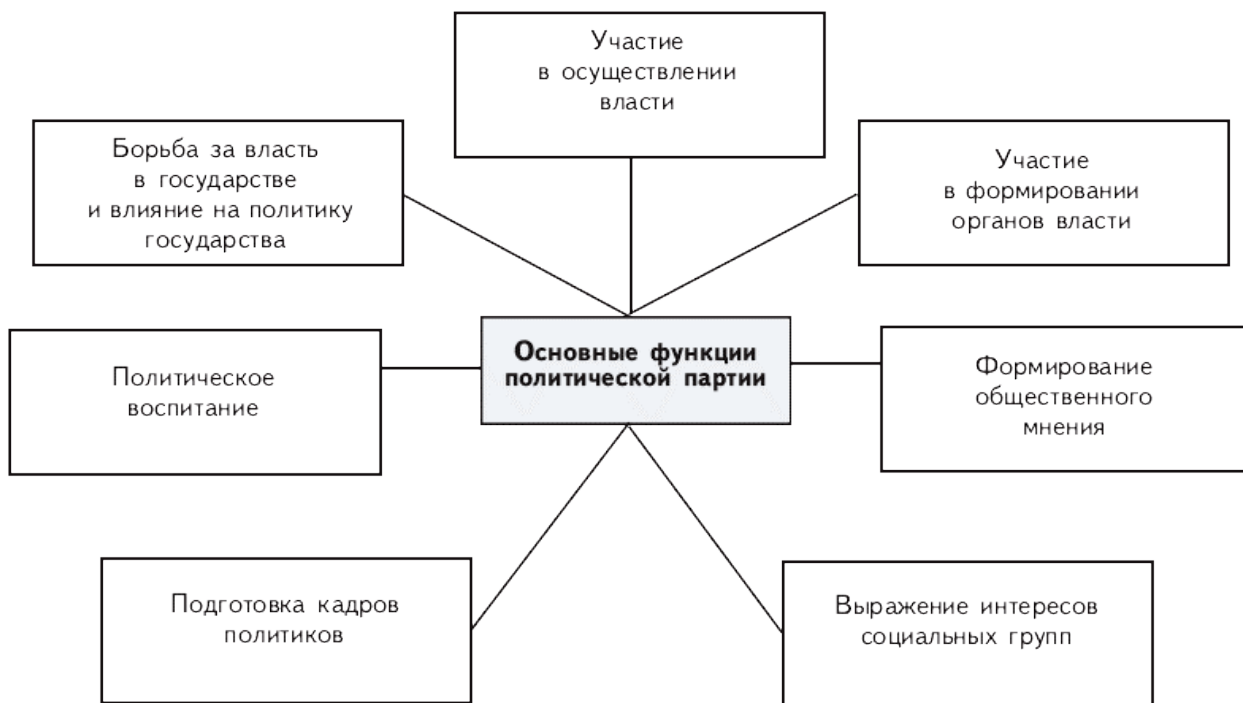 Участие
в осуществлении
власти
Борьба за власть
в государстве
и влияние на политику
государства
Участие
в формировании
органов власти
Основные функции
политической партии
Политическое
воспитание
Формирование
общественного
мнения
Подготовка кадров
политиков
Выражение интересов
социальных групп